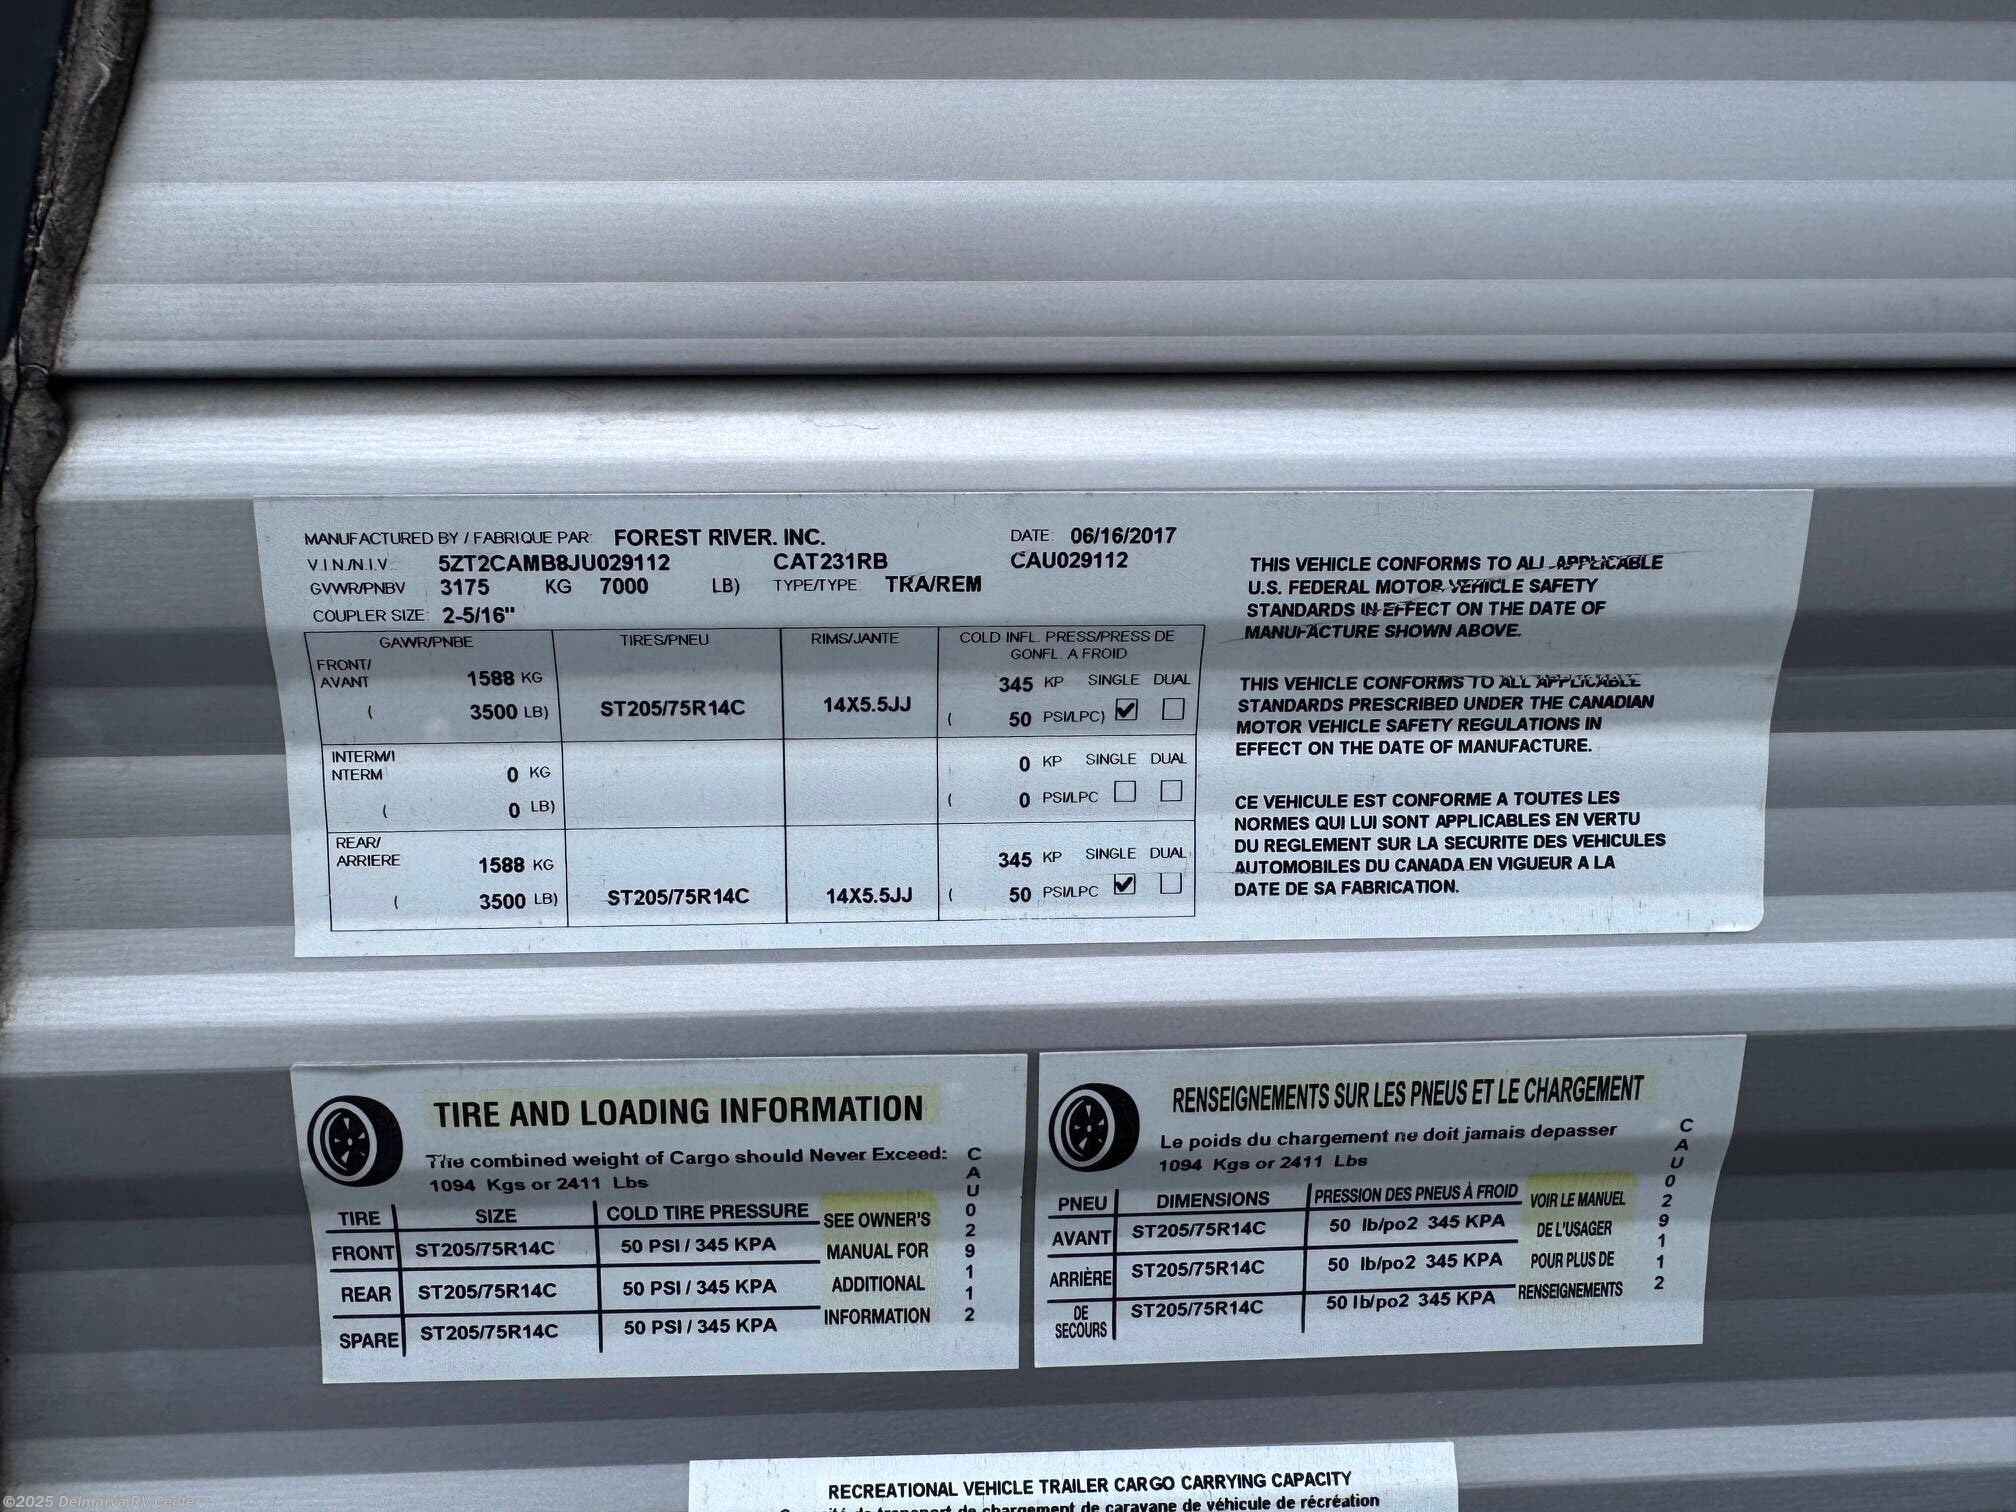 MANUFACTURED BY / FABRIQUE PAR: FOREST RIVER. INC. DATE: 06/16/2017
V.I.N./N.I.V. 5ZT2CAMB8JU029112 CAT231RB CAU029112
GVWR/PNBV 3175 KG 7000 LB) TYPE/TYPE: TRA/REM
COUPLER SIZE: 2-5/16"
GAWR/PNBE TIRES/PNEU RIMS/JANTE COLD INFL. PRESS/PRESS DE
GONFL. A FROID
FRONT/
AVANT 1588 KG 345 KP SINGLE DUAL
( 3500 LB) ST205/75R14C 14X5.5JJ ( 50 PSI/LPC)
INTERM/I
NTERM 0 KG 0 KP SINGLE DUAL
( 0 LB) ( 0 PSI/LPC
REAR/
ARRIERE 1588 KG 345 KP SINGLE DUAL
( 3500 LB) ST205/75R14C 14X5.5JJ ( 50 PSI/LPC
THIS VEHICLE CONFORMS TO ALL APPLICABLE
U.S. FEDERAL MOTOR VEHICLE SAFETY
STANDARDS IN EFFECT ON THE DATE OF
MANUFACTURE SHOWN ABOVE.
THIS VEHICLE CONFORMS TO ALL APPLICABLE
STANDARDS PRESCRIBED UNDER THE CANADIAN
MOTOR VEHICLE SAFETY REGULATIONS IN
EFFECT ON THE DATE OF MANUFACTURE.
CE VEHICULE EST CONFORME A TOUTES LES
NORMES QUI LUI SONT APPLICABLES EN VERTU
DU REGLEMENT SUR LA SECURITE DES VEHICULES
AUTOMOBILES DU CANADA EN VIGUEUR A LA
DATE DE SA FABRICATION.
TIRE AND LOADING INFORMATION
The combined weight of Cargo should Never Exceed:
1094 Kgs or 2411 Lbs
TIRE SIZE COLD TIRE PRESSURE
FRONT ST205/75R14C 50 PSI / 345 KPA
REAR ST205/75R14C 50 PSI / 345 KPA
SPARE ST205/75R14C 50 PSI / 345 KPA
SEE OWNER'S
MANUAL FOR
ADDITIONAL
INFORMATION
CAU029112
RENSEIGNEMENTS SUR LES PNEUS ET LE CHARGEMENT
Le poids du chargement ne doit jamais depasser
1094 Kgs or 2411 Lbs
PNEU DIMENSIONS PRESSION DES PNEUS À FROID
AVANT ST205/75R14C 50 lb/po2 345 KPA
ARRIÈRE ST205/75R14C 50 lb/po2 345 KPA
DE
SECOURS ST205/75R14C 50 lb/po2 345 KPA
VOIR LE MANUEL
DE L'USAGER
POUR PLUS DE
RENSEIGNEMENTS
CAU029112
RECREATIONAL VEHICLE TRAILER CARGO CARRYING CAPACITY
de transport de chargement de caravane de véhicule de récréation
©2025 Delmarva RV Center